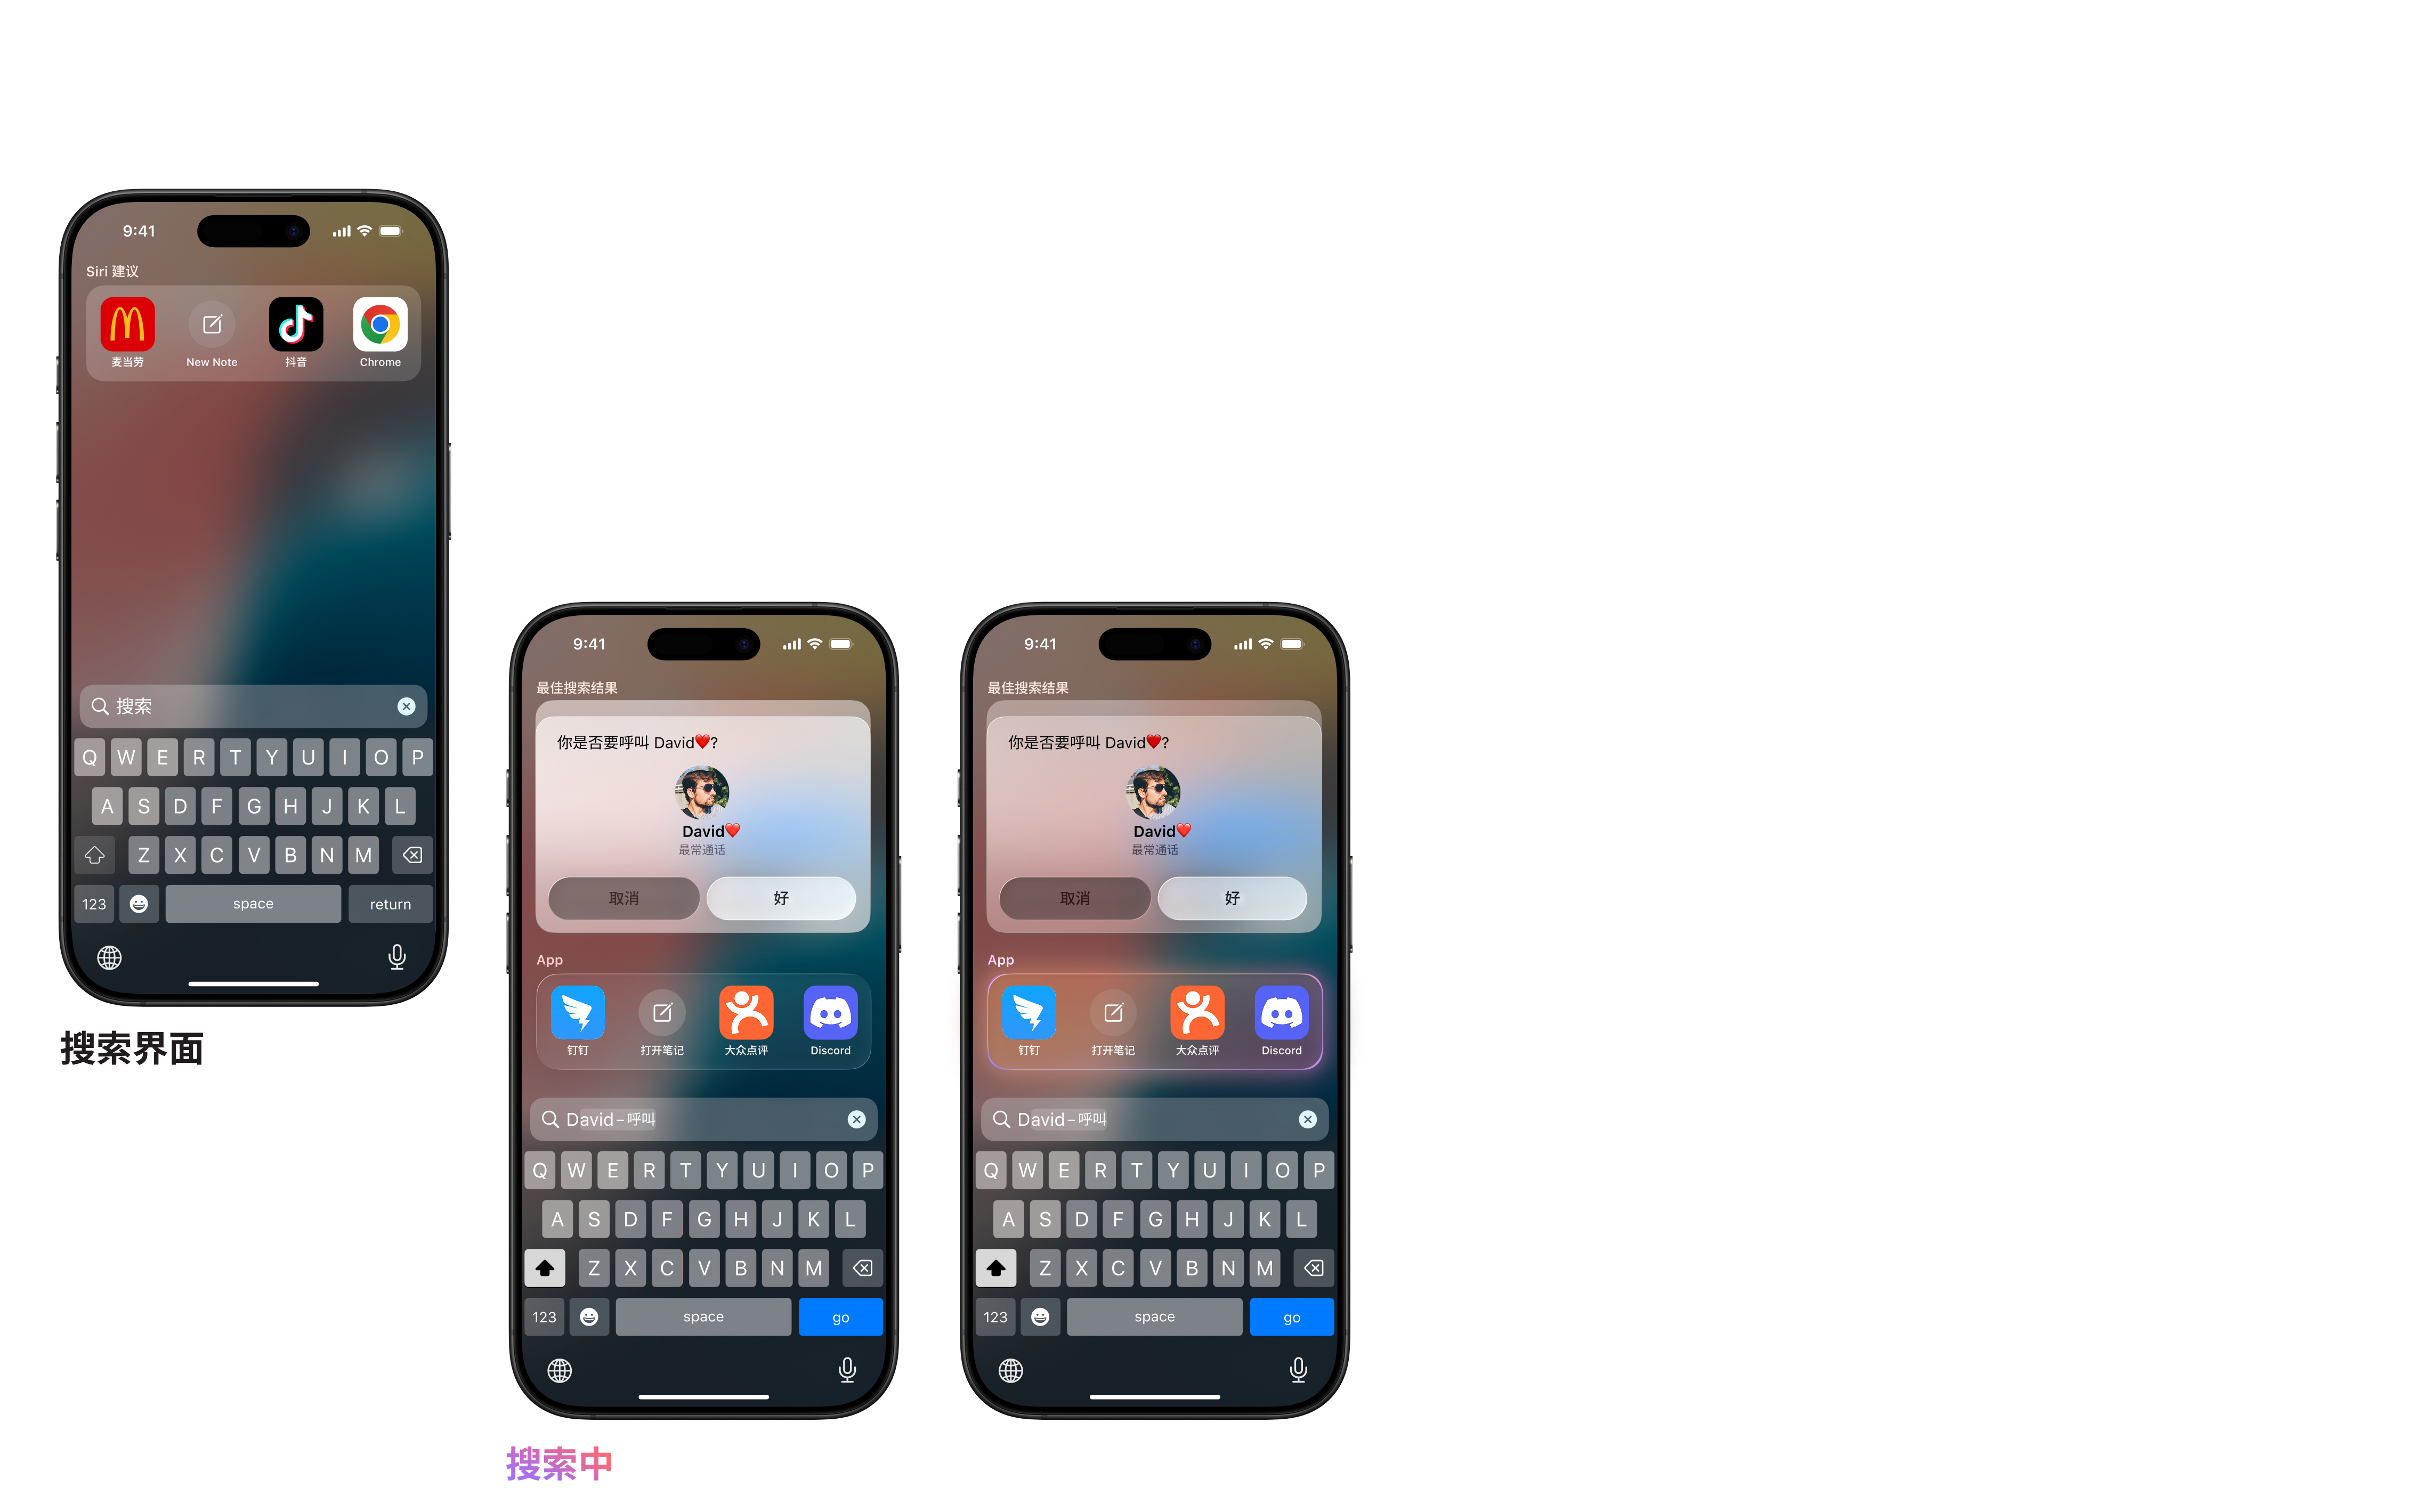 9:41
Siri 建议
麦当劳 New Note 抖音 Chrome
搜索
Q W E R T Y U I O P
A S D F G H J K L
Z X C V B N M
123 space return
搜索界面
9:41
最佳搜索结果
你是否要呼叫 David❤️?
David❤️
最常通话
取消 好
App
钉钉 打开笔记 大众点评 Discord
David – 呼叫
Q W E R T Y U I O P
A S D F G H J K L
Z X C V B N M
123 space go
搜索中
9:41
最佳搜索结果
你是否要呼叫 David❤️?
David❤️
最常通话
取消 好
App
钉钉 打开笔记 大众点评 Discord
David – 呼叫
Q W E R T Y U I O P
A S D F G H J K L
Z X C V B N M
123 space go